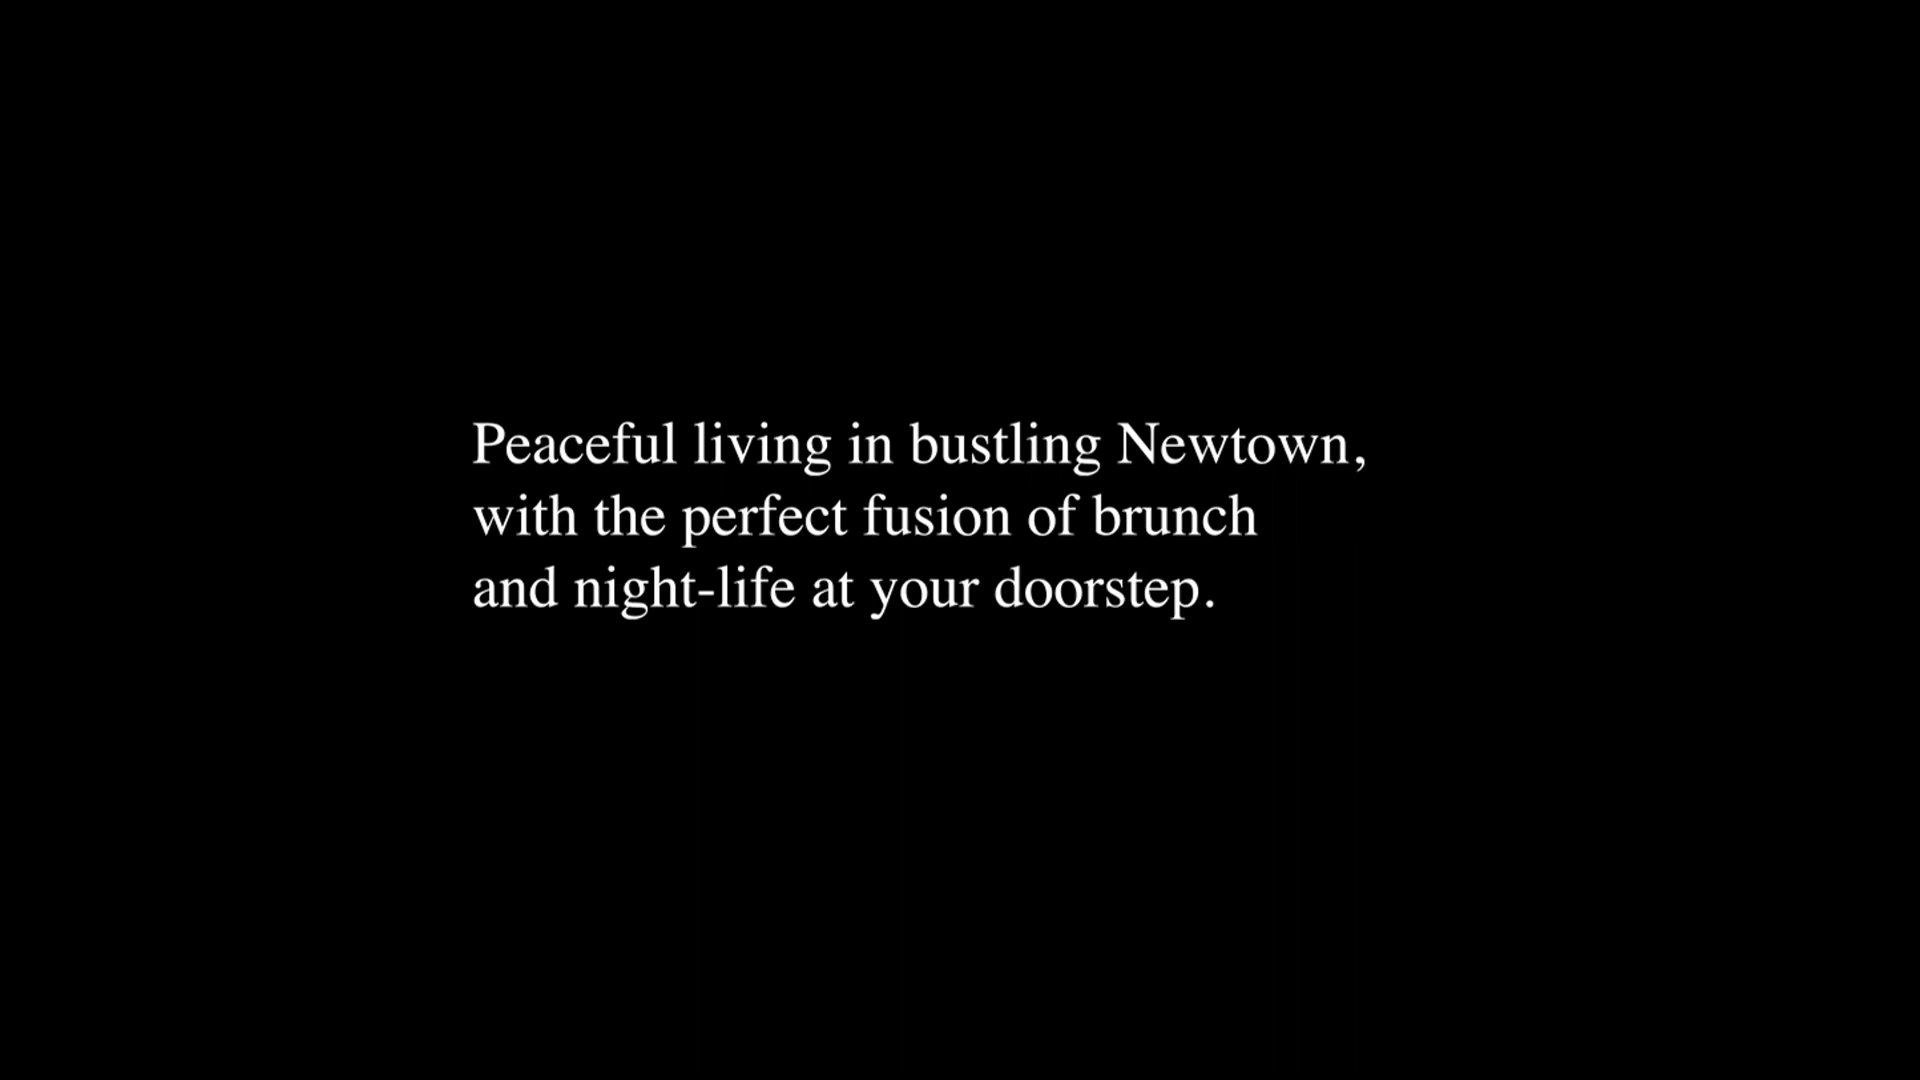 Peaceful living in bustling Newtown,
with the perfect fusion of brunch
and night-life at your doorstep.